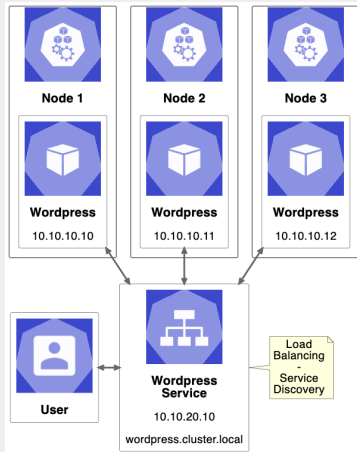 Node 1
Node 2
Node 3
Wordpress
10.10.10.10
Wordpress
10.10.10.11
Wordpress
10.10.10.12
User
Wordpress
Service
10.10.20.10
wordpress.cluster.local
Load
Balancing
-
Service
Discovery